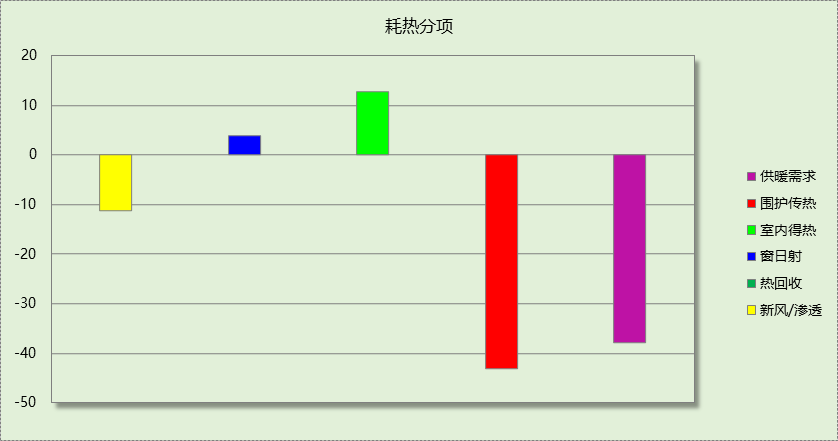 耗热分项
20
10
0
-10
-20
-30
-40
-50
供暖需求
围护传热
室内得热
窗日射
热回收
新风/渗透